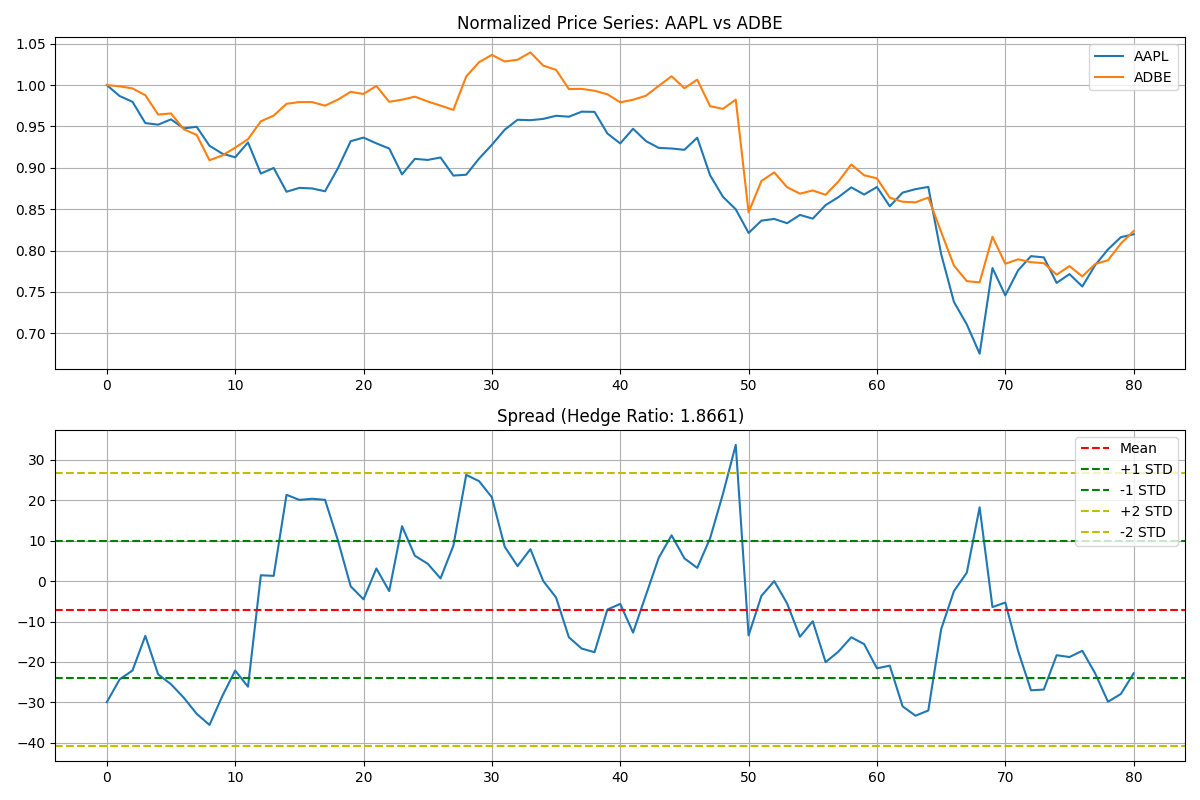 Normalized Price Series: AAPL vs ADBE
1.05
1.00
0.95
0.90
0.85
0.80
0.75
0.70
AAPL
ADBE
0 10 20 30 40 50 60 70 80
Spread (Hedge Ratio: 1.8661)
30
20
10
0
−10
−20
−30
−40
Mean
+1 STD
-1 STD
+2 STD
-2 STD
0 10 20 30 40 50 60 70 80